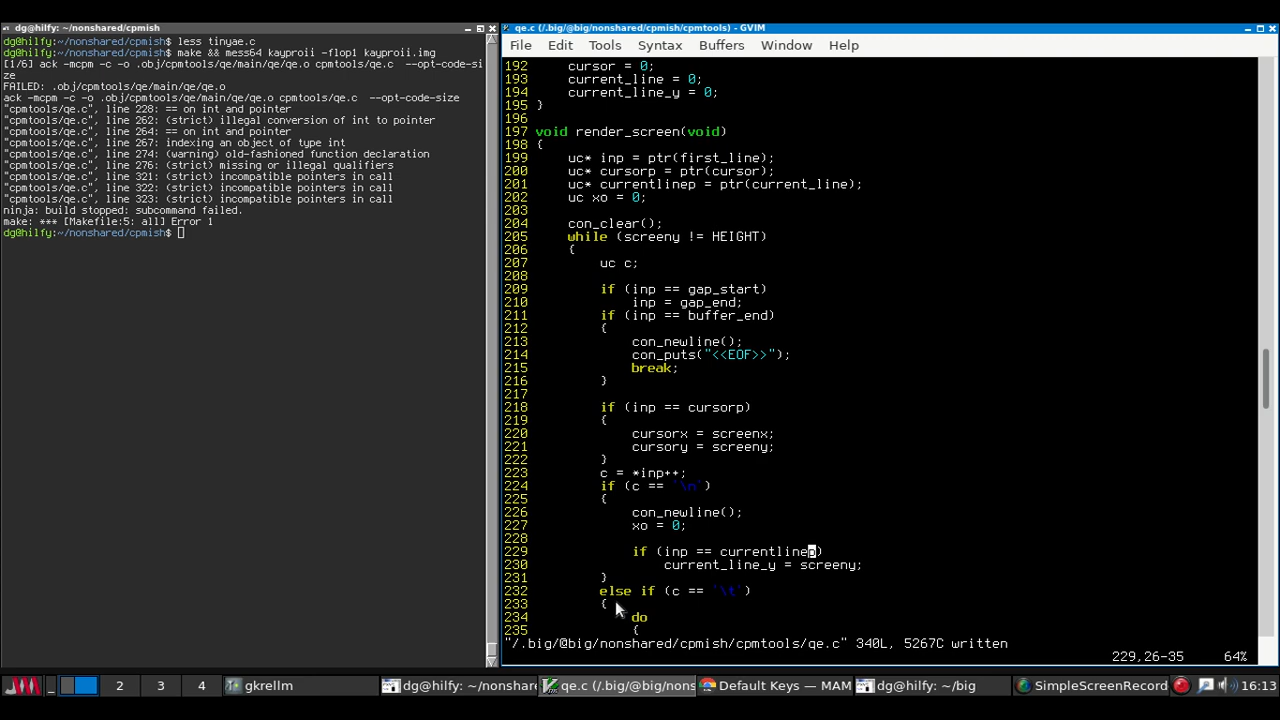 dg@hilfy: ~/nonshared/cpmish
dg@hilfy:~/nonshared/cpmish$ less tinyae.c
dg@hilfy:~/nonshared/cpmish$ make && mess64 kayproii -flop1 kayproii.img
[1/6] ack -mcpm -c -o .obj/cpmtools/qe/main/qe/qe.o cpmtools/qe.c  --opt-code-si
ze
FAILED: .obj/cpmtools/qe/main/qe/qe.o
ack -mcpm -c -o .obj/cpmtools/qe/main/qe/qe.o cpmtools/qe.c  --opt-code-size
"cpmtools/qe.c", line 228: == on int and pointer
"cpmtools/qe.c", line 262: (strict) illegal conversion of int to pointer
"cpmtools/qe.c", line 264: == on int and pointer
"cpmtools/qe.c", line 267: indexing an object of type int
"cpmtools/qe.c", line 274: (warning) old-fashioned function declaration
"cpmtools/qe.c", line 276: (strict) missing or illegal qualifiers
"cpmtools/qe.c", line 321: (strict) incompatible pointers in call
"cpmtools/qe.c", line 322: (strict) incompatible pointers in call
"cpmtools/qe.c", line 323: (strict) incompatible pointers in call
ninja: build stopped: subcommand failed.
make: *** [Makefile:5: all] Error 1
dg@hilfy:~/nonshared/cpmish$
qe.c (/.big/@big/nonshared/cpmish/cpmtools) - GVIM
File Edit Tools Syntax Buffers Window Help
192     cursor = 0;
193     current_line = 0;
194     current_line_y = 0;
195 }
196
197 void render_screen(void)
198 {
199     uc* inp = ptr(first_line);
200     uc* cursorp = ptr(cursor);
201     uc* currentlinep = ptr(current_line);
202     uc xo = 0;
203
204     con_clear();
205     while (screeny != HEIGHT)
206     {
207         uc c;
208
209         if (inp == gap_start)
210             inp = gap_end;
211         if (inp == buffer_end)
212         {
213             con_newline();
214             con_puts("<<EOF>>");
215             break;
216         }
217
218         if (inp == cursorp)
219         {
220             cursorx = screenx;
221             cursory = screeny;
222         }
223         c = *inp++;
224         if (c == '\n')
225         {
226             con_newline();
227             xo = 0;
228
229             if (inp == currentlinep)
230                 current_line_y = screeny;
231         }
232         else if (c == '\t')
233         {
234             do
235             {
"/.big/@big/nonshared/cpmish/cpmtools/qe.c" 340L, 5267C written
229,26-35     64%
2 3 4 gkrellm dg@hilfy: ~/nonshare qe.c (/.big/@big/nons Default Keys — MAM dg@hilfy: ~/big SimpleScreenRecord 16:13